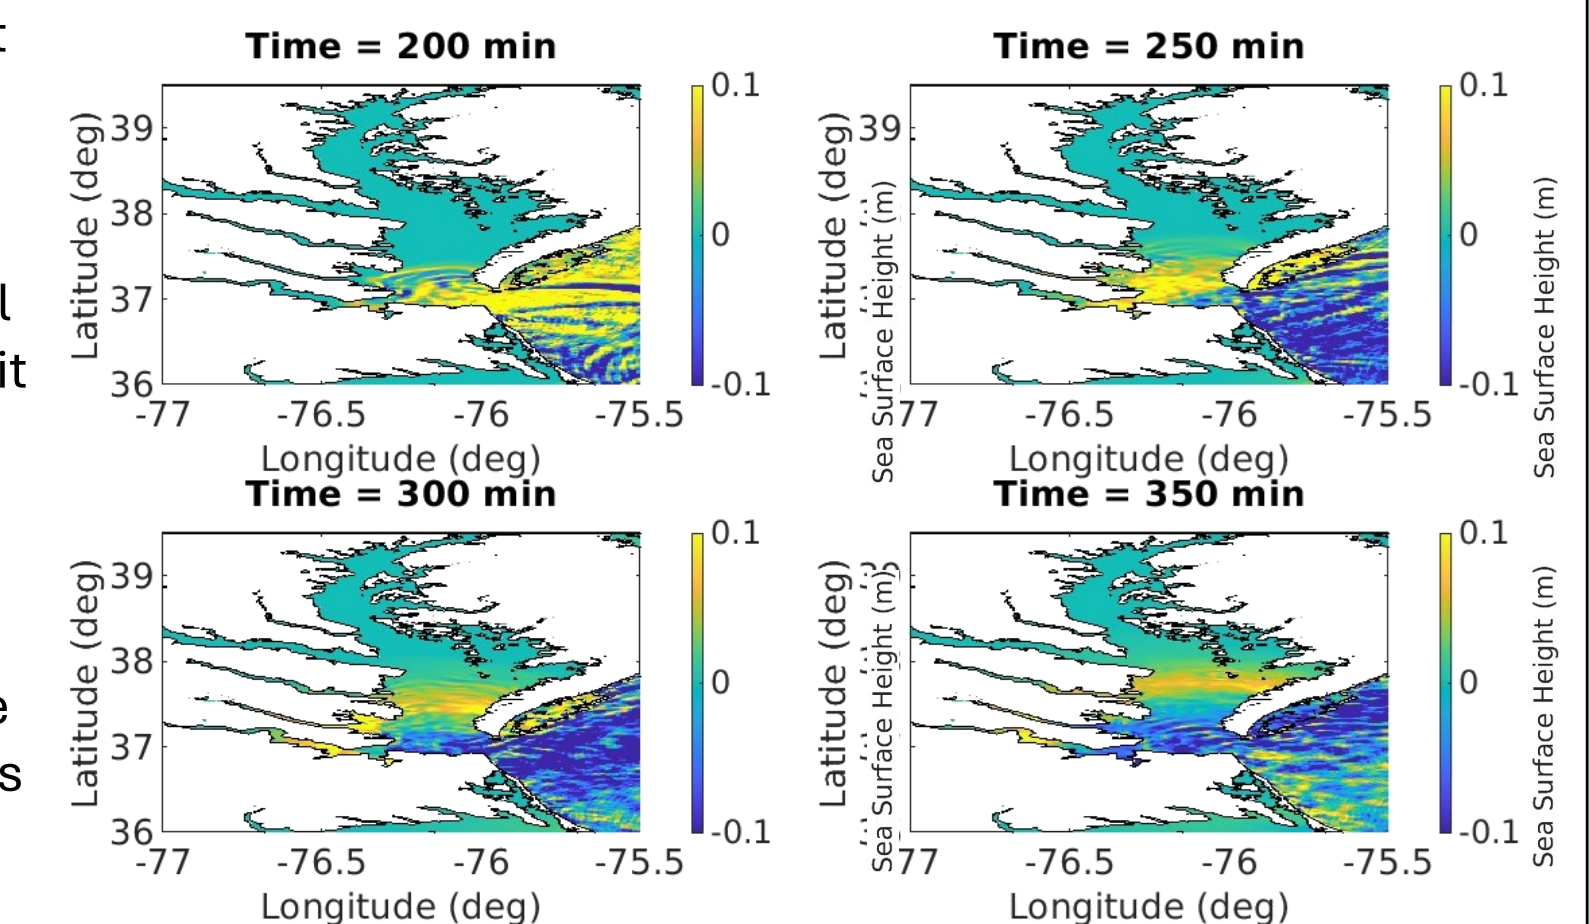 t
l
it
e
s
Time = 200 min
Latitude (deg)
39
38
37
36
-77
-76.5
-76
-75.5
Longitude (deg)
0.1
0
-0.1
Sea Surface Height (m)
Time = 250 min
Latitude (deg)
39
77
-76.5
-76
-75.5
Longitude (deg)
0.1
0
-0.1
Sea Surface Height (m)
Time = 300 min
Latitude (deg)
39
38
37
36
-77
-76.5
-76
-75.5
Longitude (deg)
0.1
0
-0.1
Sea Surface Height (m)
Time = 350 min
Latitude (deg)
77
-76.5
-76
-75.5
Longitude (deg)
0.1
0
-0.1
Sea Surface Height (m)